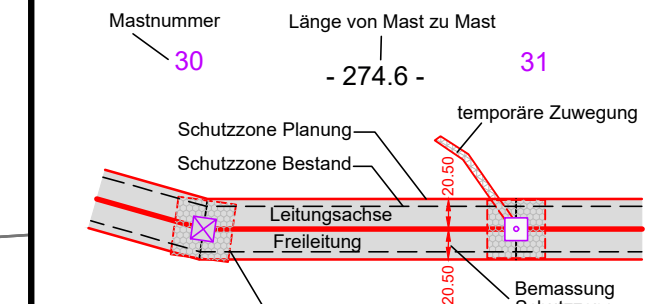 Mastnummer
Länge von Mast zu Mast
30
- 274.6 -
31
temporäre Zuwegung
Schutzzone Planung
Schutzzone Bestand
20.50
Leitungsachse
Freileitung
20.50
Bemassung